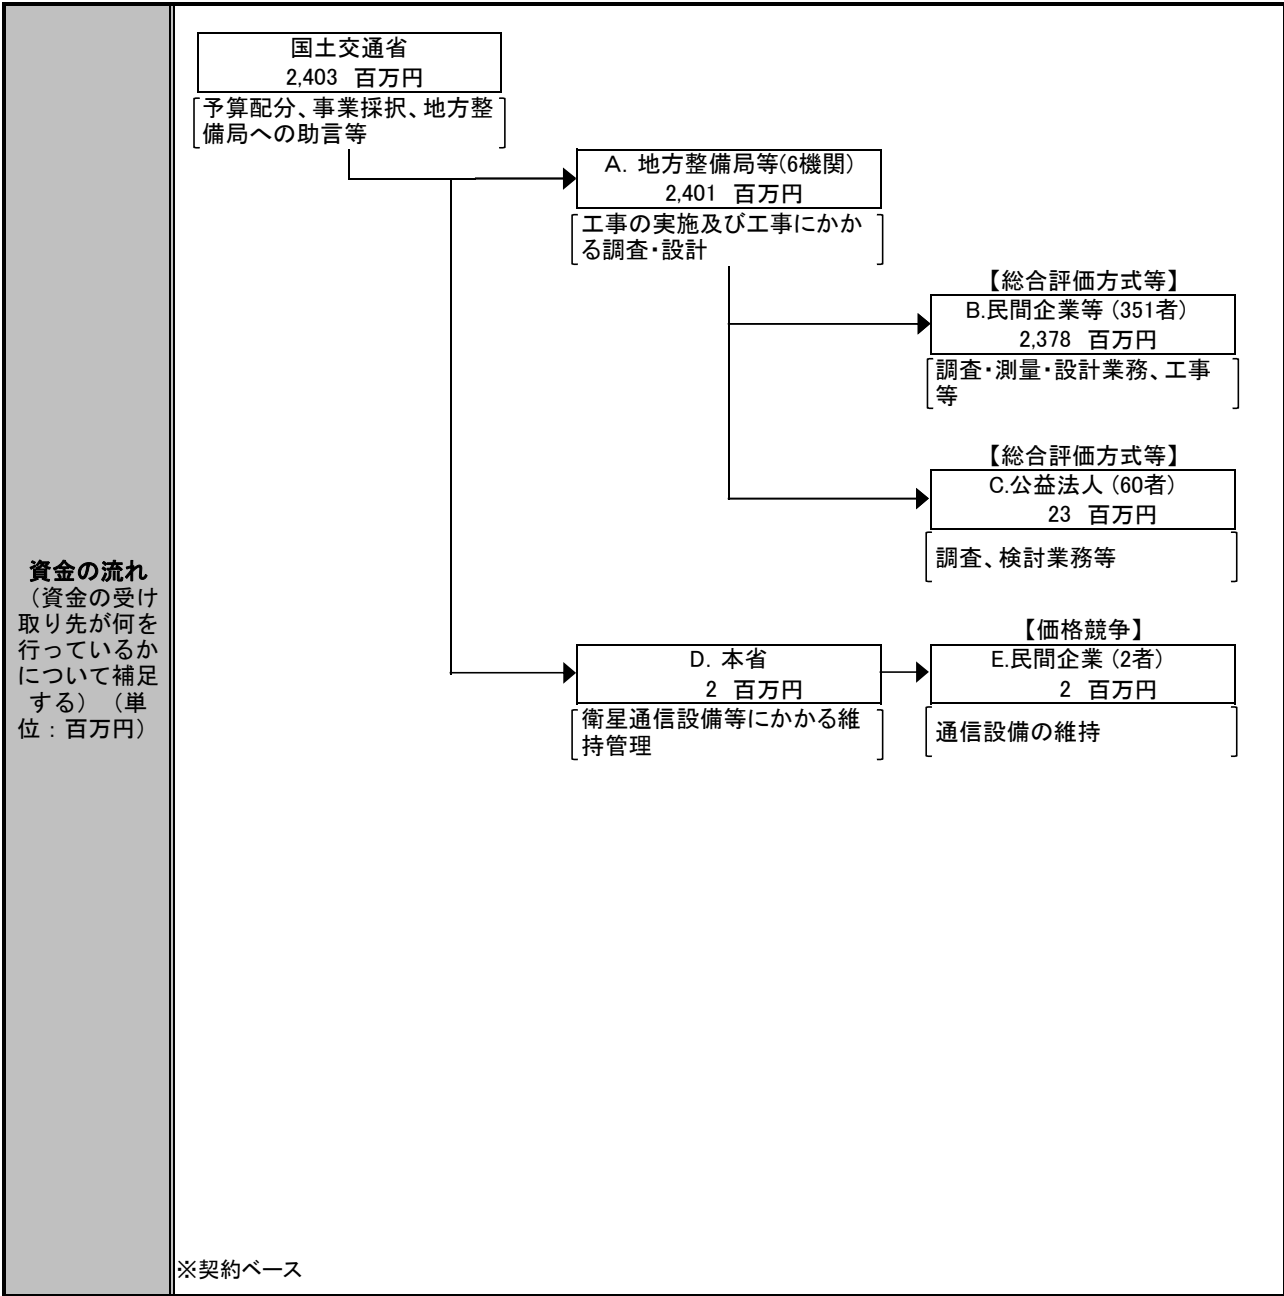 資金の流れ
（資金の受け
取り先が何を
行っているか
について補足
する）（単
位：百万円）
国土交通省
2,403 百万円
予算配分、事業採択、地方整
備局への助言等
A. 地方整備局等(6機関)
2,401 百万円
工事の実施及び工事にかか
る調査・設計
【総合評価方式等】
B.民間企業等（351者）
2,378 百万円
調査・測量・設計業務、工事
等
【総合評価方式等】
C.公益法人（60者）
23 百万円
調査、検討業務等
D. 本省
2 百万円
衛星通信設備等にかかる維
持管理
【価格競争】
E.民間企業（2者）
2 百万円
通信設備の維持
※契約ベース